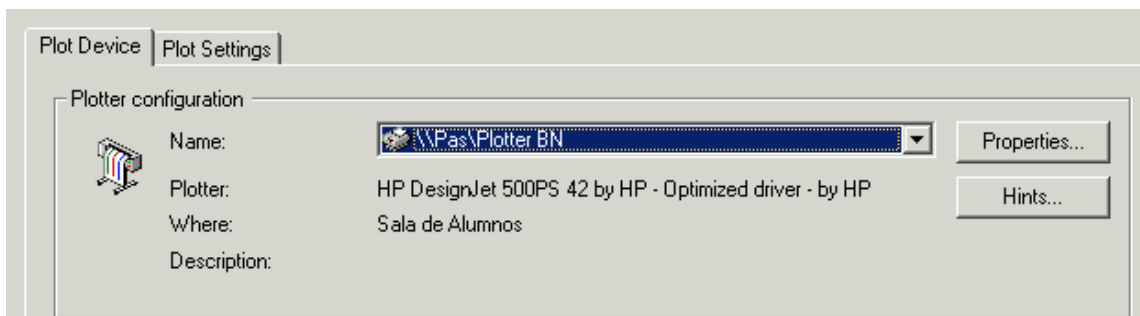 Plot Device Plot Settings
Plotter configuration
Name: \\Pas\Plotter BN Properties...
Plotter: HP DesignJet 500PS 42 by HP - Optimized driver - by HP Hints...
Where: Sala de Alumnos
Description: